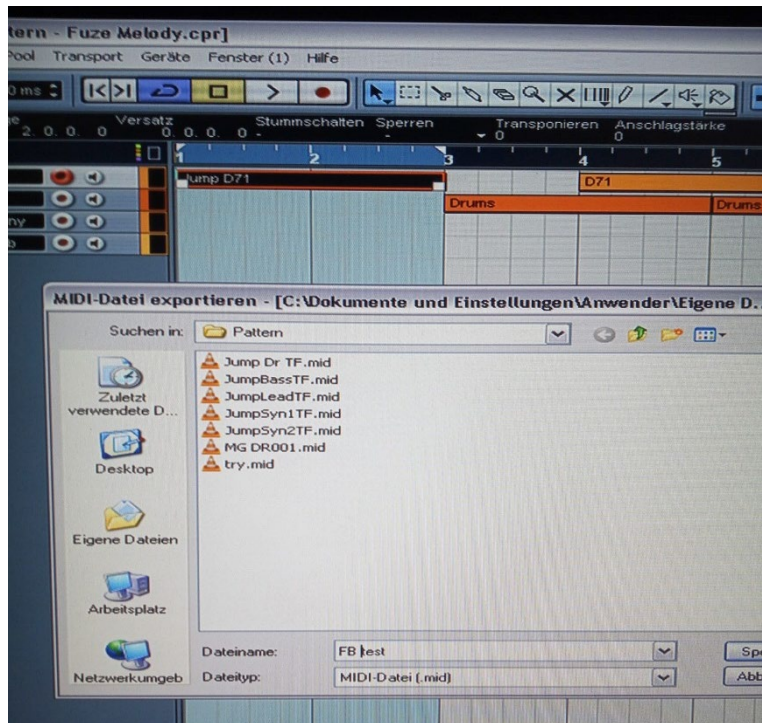 tern - Fuze Melody.cpr]
Pool Transport Geräte Fenster (1) Hilfe
0 ms
Versatz Stummschalten Sperren Transponieren Anschlagstärke
2. 0. 0. 0 0. 0. 0. 0 - - 0 0
1 2 3 4 5
Jump D71 D71
Drums Drums
ny
b
MIDI-Datei exportieren - [C:\Dokumente und Einstellungen\Anwender\Eigene D...
Suchen in: Pattern
Jump Dr TF.mid
JumpBassTF.mid
JumpLeadTF.mid
JumpSyn1TF.mid
JumpSyn2TF.mid
MG DR001.mid
try.mid
Zuletzt
verwendete D...
Desktop
Eigene Dateien
Arbeitsplatz
Netzwerkumgeb
Dateiname: FB test Spe
Dateityp: MIDI-Datei (.mid) Abb